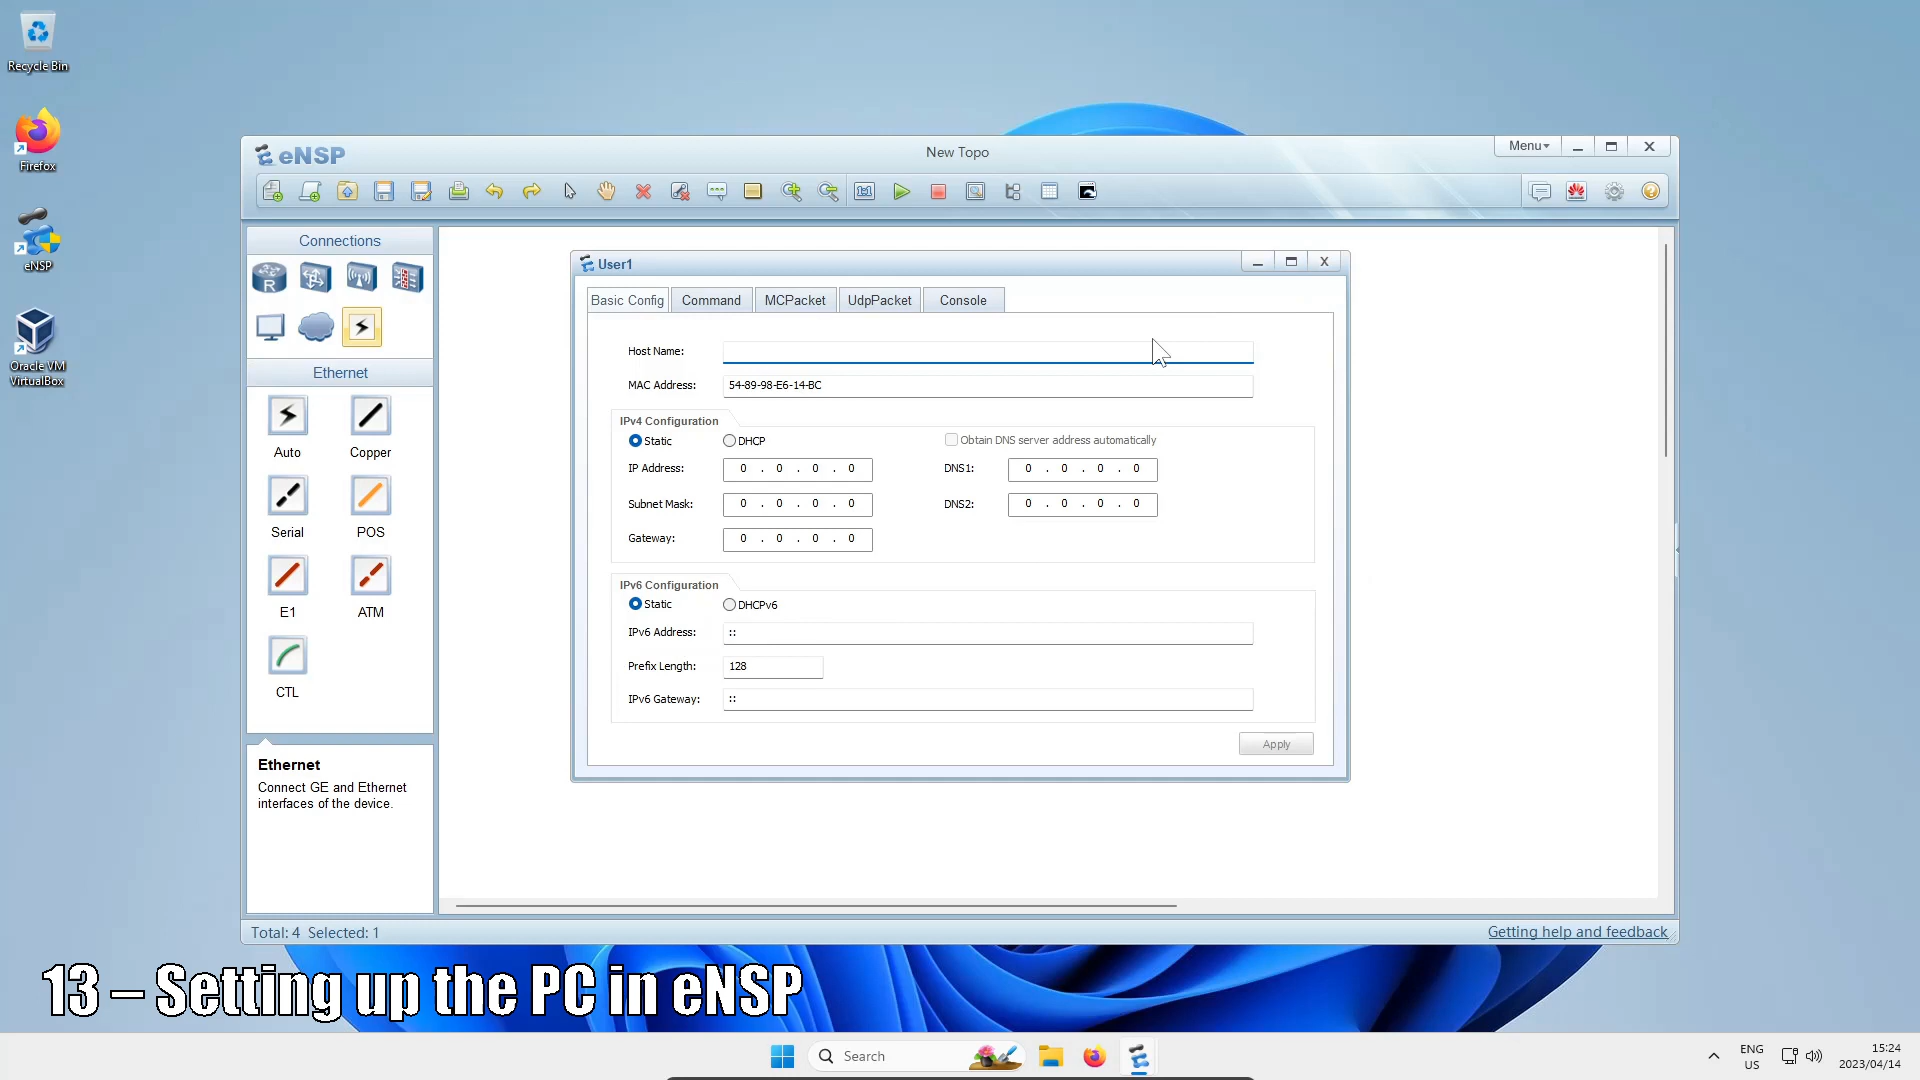 Recycle Bin
Firefox
eNSP
Oracle VM
VirtualBox
eNSP
New Topo
Menu
Connections
R
Ethernet
Auto
Copper
Serial
POS
E1
ATM
CTL
Ethernet
Connect GE and Ethernet
interfaces of the device.
User1
X
Basic Config
Command
MCPacket
UdpPacket
Console
Host Name:
MAC Address:
54-89-98-E6-14-BC
IPv4 Configuration
Static
DHCP
Obtain DNS server address automatically
IP Address:
0 . 0 . 0 . 0
DNS1:
0 . 0 . 0 . 0
Subnet Mask:
0 . 0 . 0 . 0
DNS2:
0 . 0 . 0 . 0
Gateway:
0 . 0 . 0 . 0
IPv6 Configuration
Static
DHCPv6
IPv6 Address:
::
Prefix Length:
128
IPv6 Gateway:
::
Apply
Total: 4 Selected: 1
Getting help and feedback
13 – Setting up the PC in eNSP
Search
ENG
US
15:24
2023/04/14